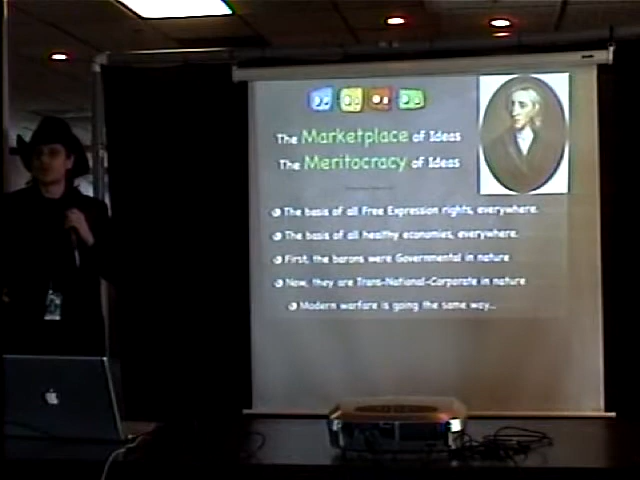 The Marketplace of Ideas
The Meritocracy of Ideas
The basis of all Free Expression rights, everywhere.
The basis of all healthy economies, everywhere.
First, the barons were Governmental in nature
Now, they are Trans-National-Corporate in nature
Modern warfare is going the same way...